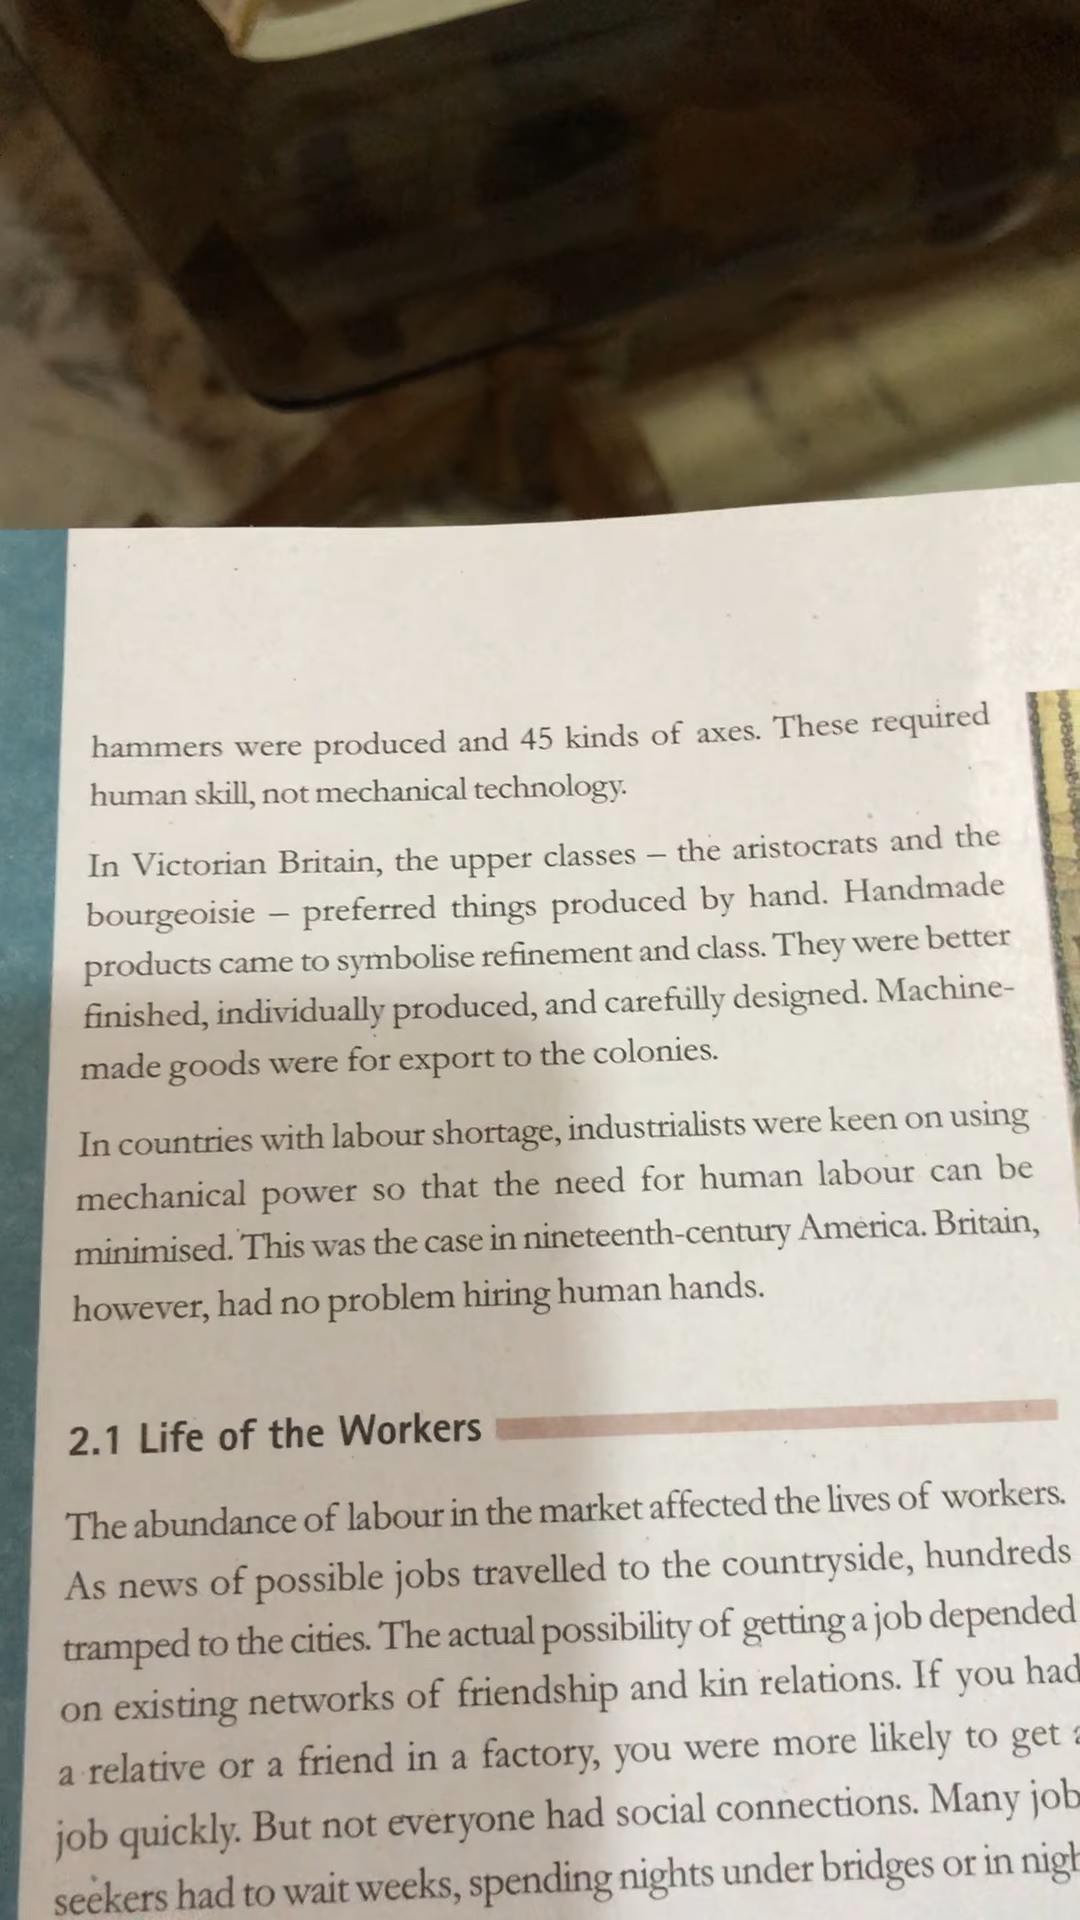 hammers were produced and 45 kinds of axes. These required
human skill, not mechanical technology.
In Victorian Britain, the upper classes – the aristocrats and the
bourgeoisie – preferred things produced by hand. Handmade
products came to symbolise refinement and class. They were better
finished, individually produced, and carefully designed. Machine-
made goods were for export to the colonies.
In countries with labour shortage, industrialists were keen on using
mechanical power so that the need for human labour can be
minimised. This was the case in nineteenth-century America. Britain,
however, had no problem hiring human hands.
2.1 Life of the Workers
The abundance of labour in the market affected the lives of workers.
As news of possible jobs travelled to the countryside, hundreds
tramped to the cities. The actual possibility of getting a job depended
on existing networks of friendship and kin relations. If you had
a relative or a friend in a factory, you were more likely to get
job quickly. But not everyone had social connections. Many job
seekers had to wait weeks, spending nights under bridges or in